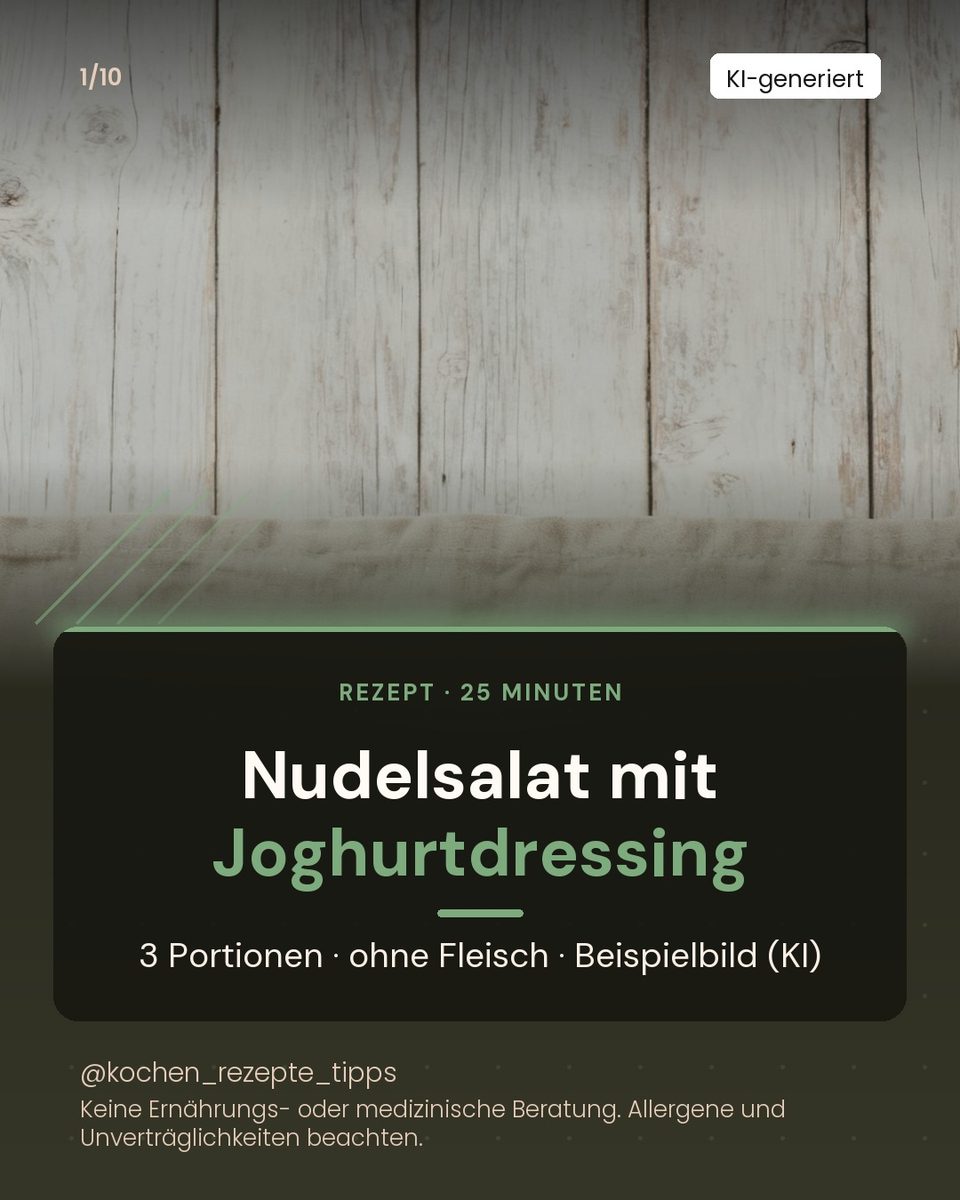 1/10
KI-generiert
REZEPT · 25 MINUTEN
Nudelsalat mit
Joghurtdressing
3 Portionen · ohne Fleisch · Beispielbild (KI)
@kochen_rezepte_tipps
Keine Ernährungs- oder medizinische Beratung. Allergene und
Unverträglichkeiten beachten.